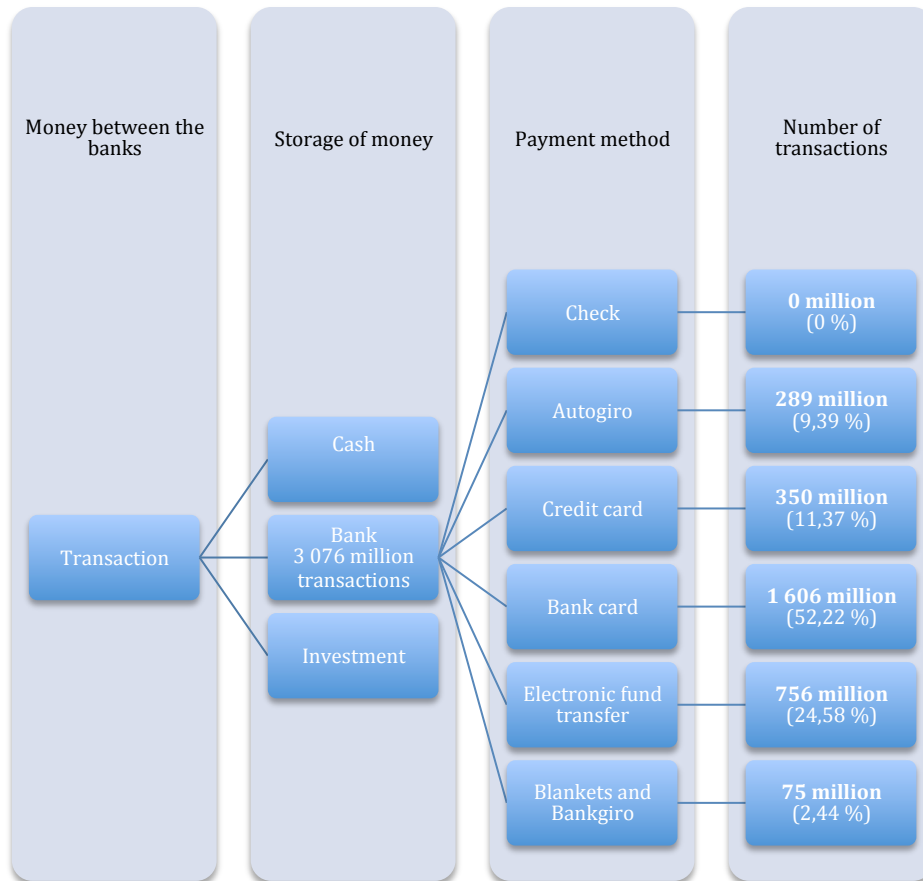 Money between the
banks
Storage of money
Payment method
Number of
transactions
Transaction
Cash
Bank
3 076 million
transactions
Investment
Check
Autogiro
Credit card
Bank card
Electronic fund
transfer
Blankets and
Bankgiro
0 million
(0 %)
289 million
(9,39 %)
350 million
(11,37 %)
1 606 million
(52,22 %)
756 million
(24,58 %)
75 million
(2,44 %)